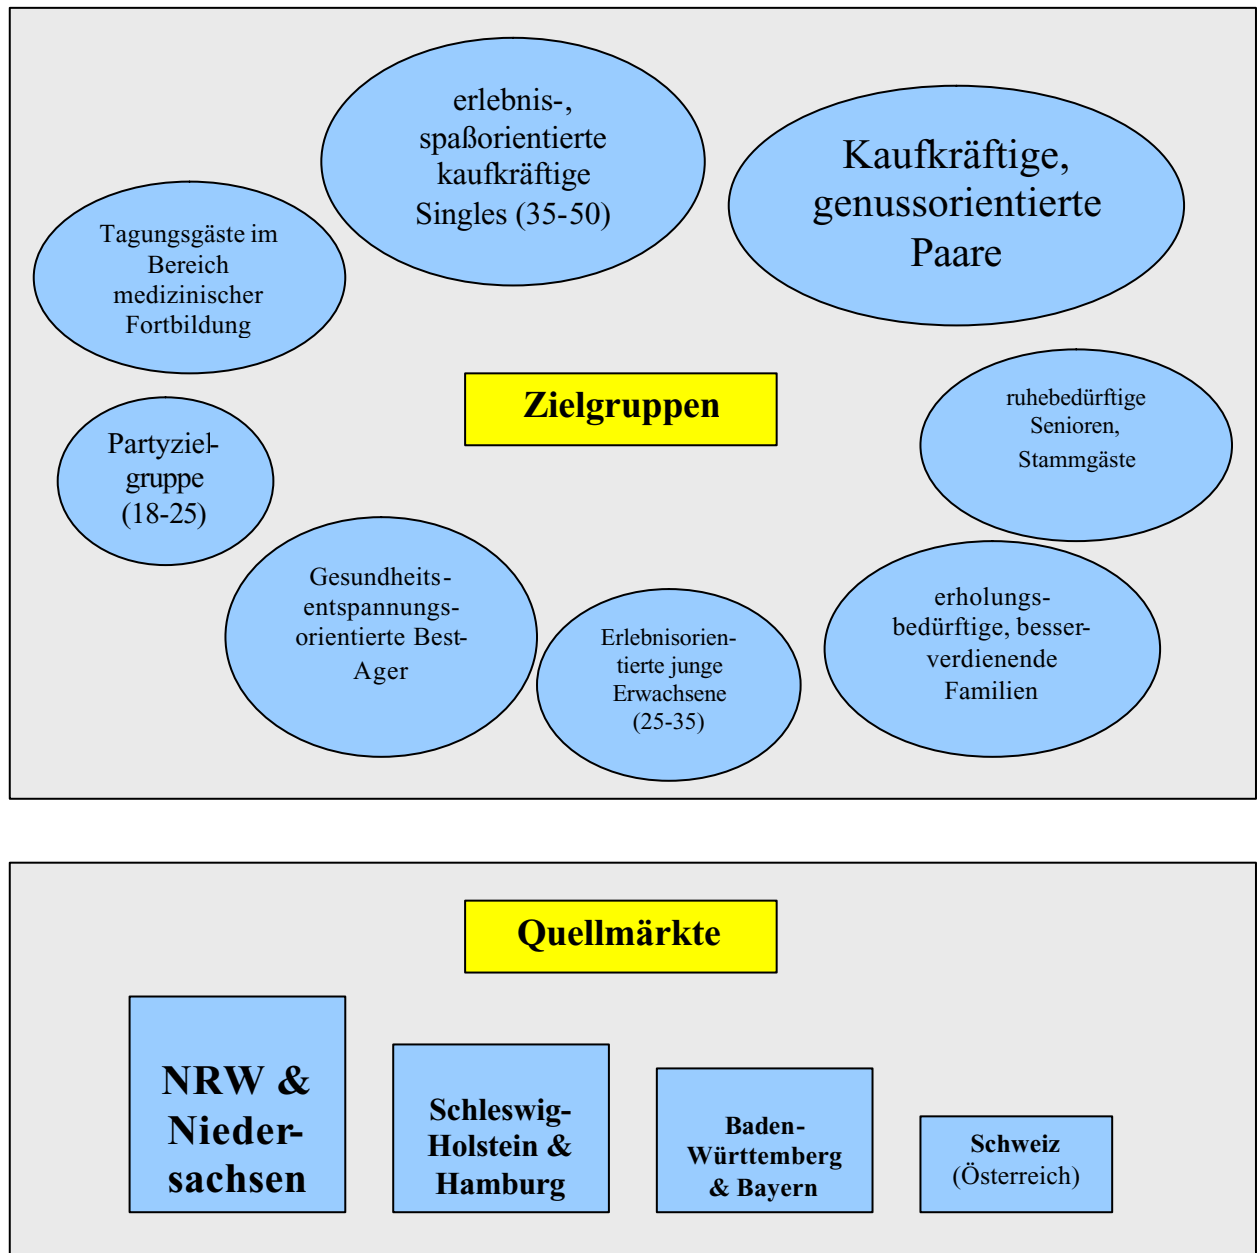 erlebnis-,
spaßorientierte
kaufkräftige
Singles (35-50)
Kaufkräftige,
genussorientierte
Paare
Tagungsgäste im
Bereich
medizinischer
Fortbildung
Zielgruppen
ruhebedürftige
Senioren,
Stammgäste
Partyziel-
gruppe
(18-25)
Gesundheits-
entspannungs-
orientierte Best-
Ager
Erlebnisorien-
tierte junge
Erwachsene
(25-35)
erholungs-
bedürftige, besser-
verdienende
Familien
Quellmärkte
NRW &
Nieder-
sachsen
Schleswig-
Holstein &
Hamburg
Baden-
Württemberg
& Bayern
Schweiz
(Österreich)